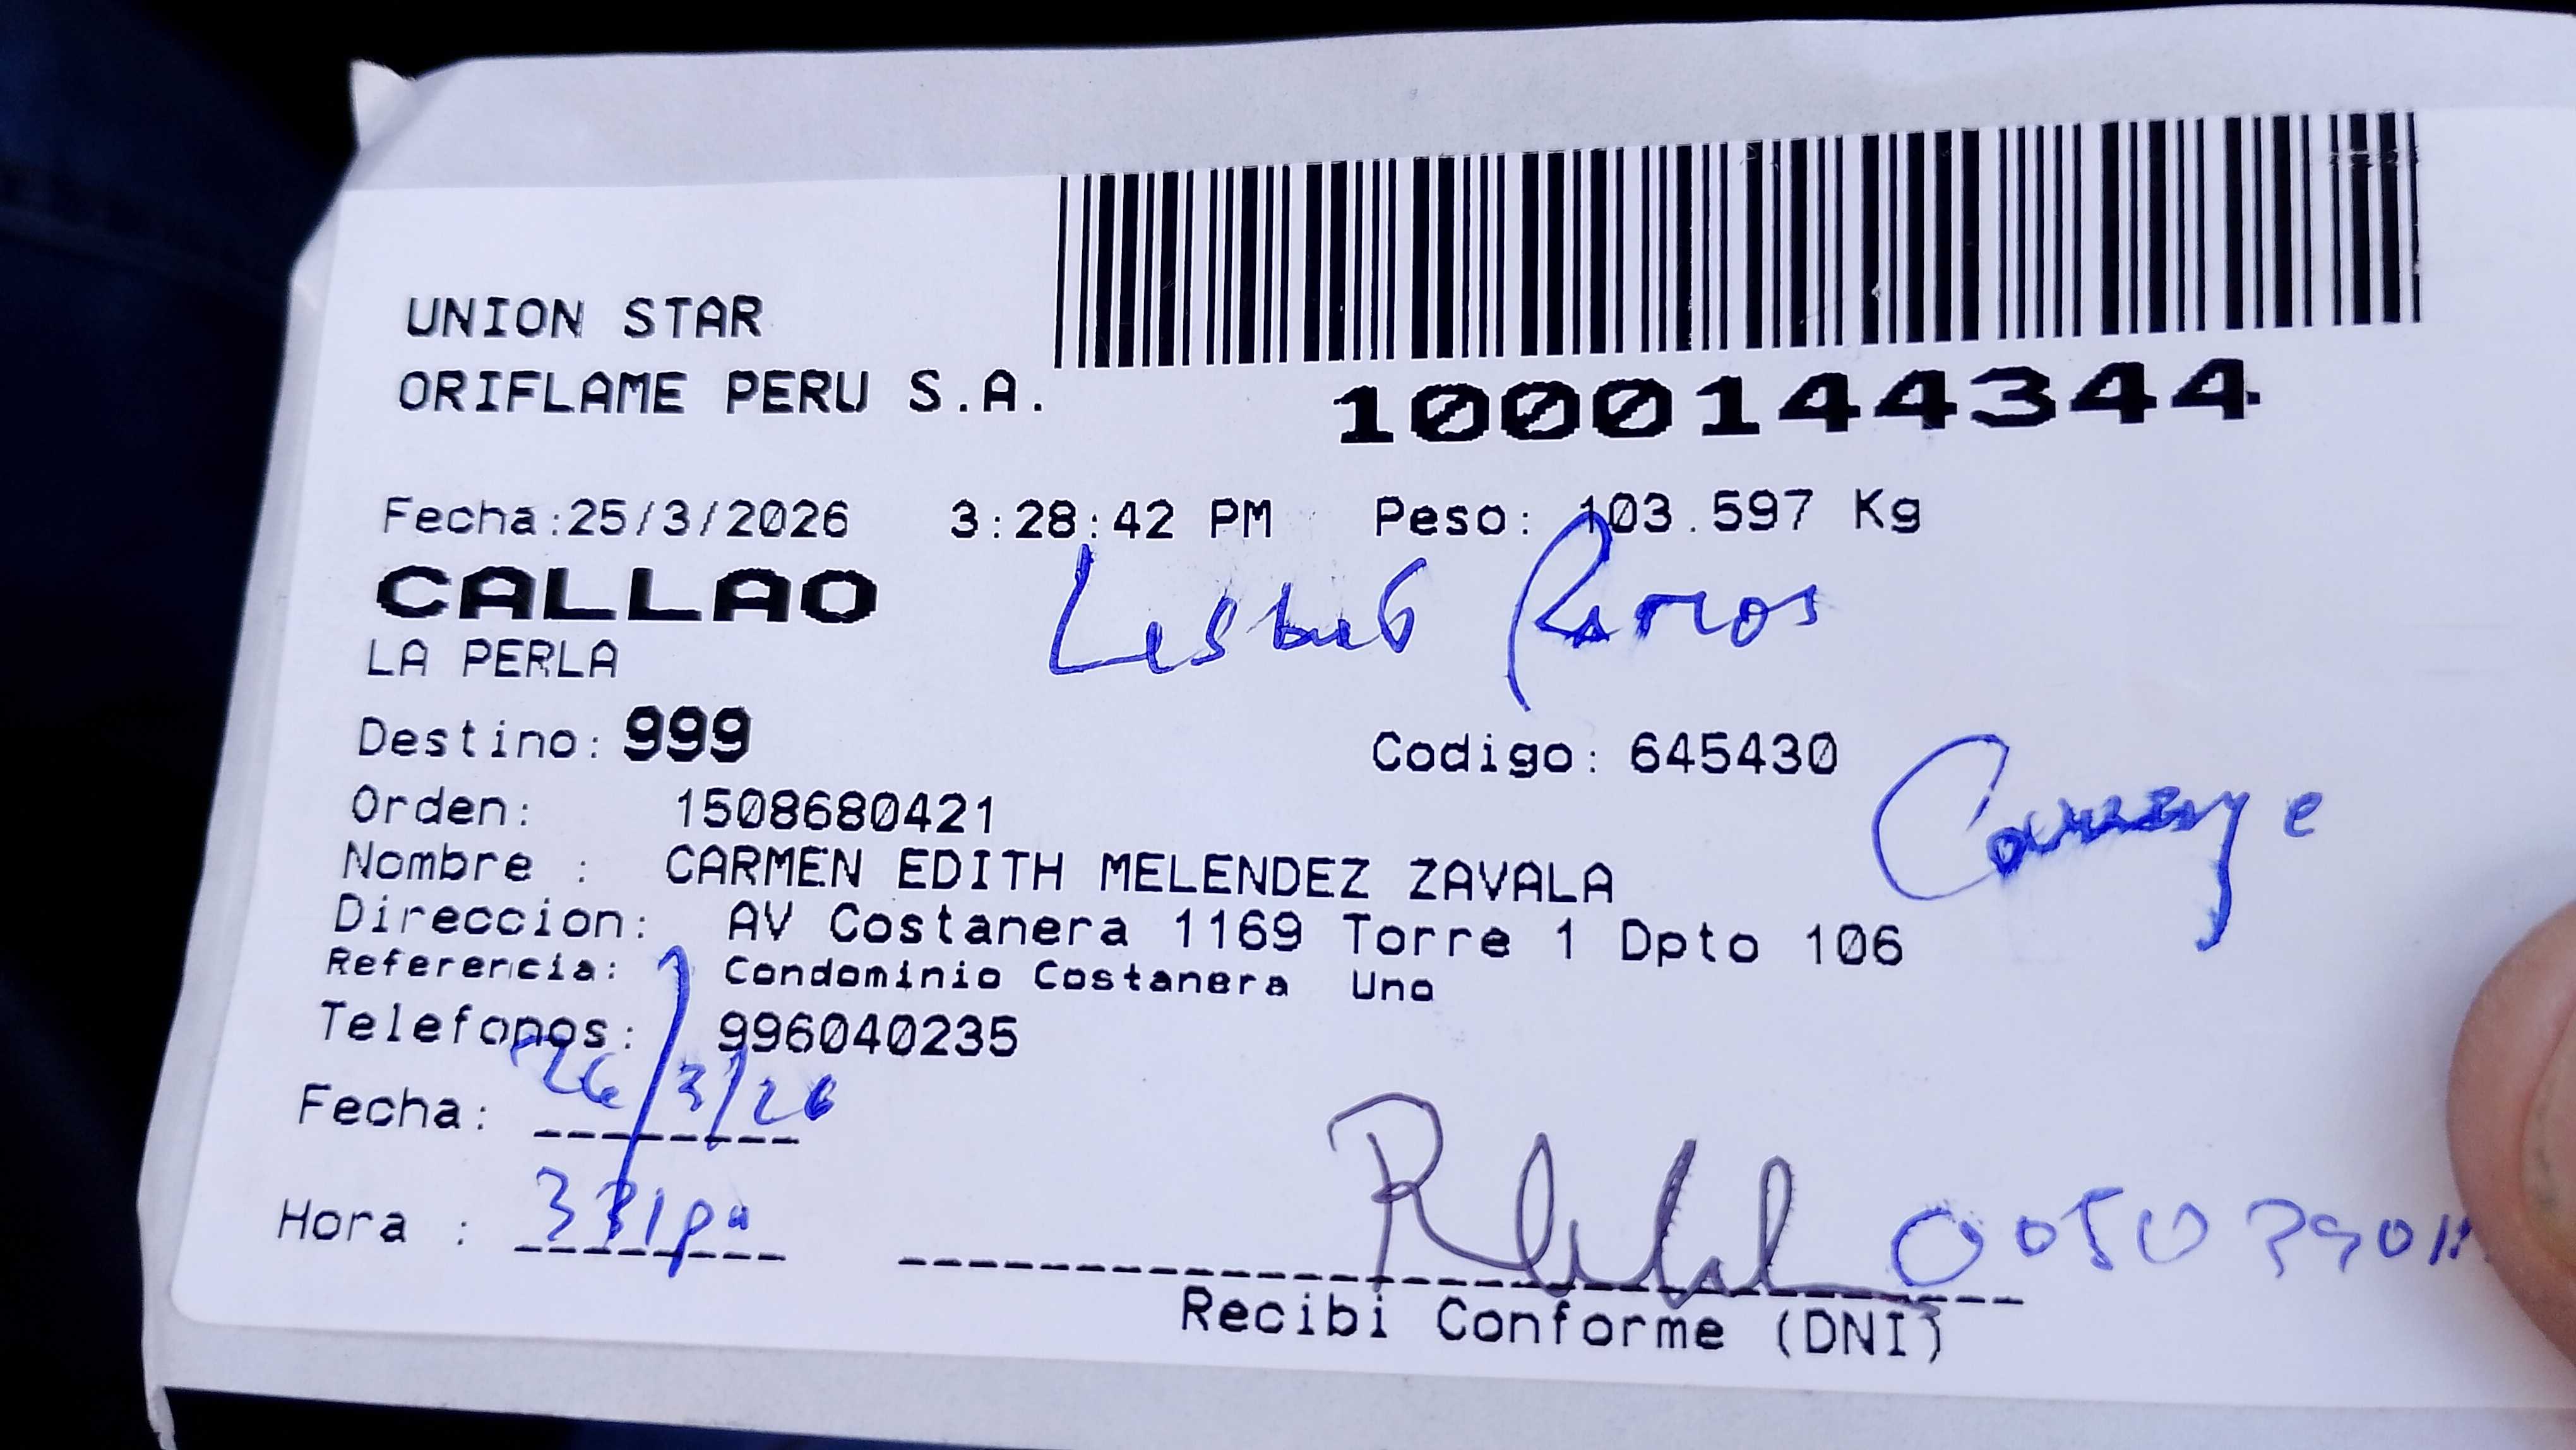 UNION STAR
ORIFLAME PERU S.A.
1000144344
Fecha:25/3/2026 3:28:42 PM Peso: 103.597 Kg
CALLAO
Ramos
LA PERLA
Destino: 999 Codigo: 645430
Orden: 1508680421
Nombre : CARMEN EDITH MELENDEZ ZAVALA
Direccion: AV Costanera 1169 Torre 1 Dpto 106
Referencia: Condominio Costanera Uno
Telefonos: 996040235
Fecha: 26/3/26
Hora :
Recibi Conforme (DNI)